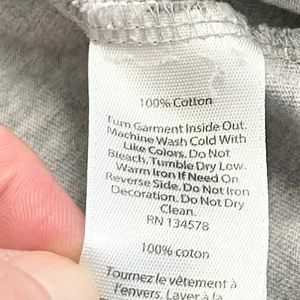 100% Cotton
Turn Garment Inside Out.
Machine Wash Cold With
Like Colors. Do Not
Bleach. Tumble Dry Low.
Warm Iron If Need On
Reverse Side. Do Not Iron
Decoration. Do Not Dry
Clean.
RN 134578
100% coton
Tournez le vêtement à
l'envers. Laver à la